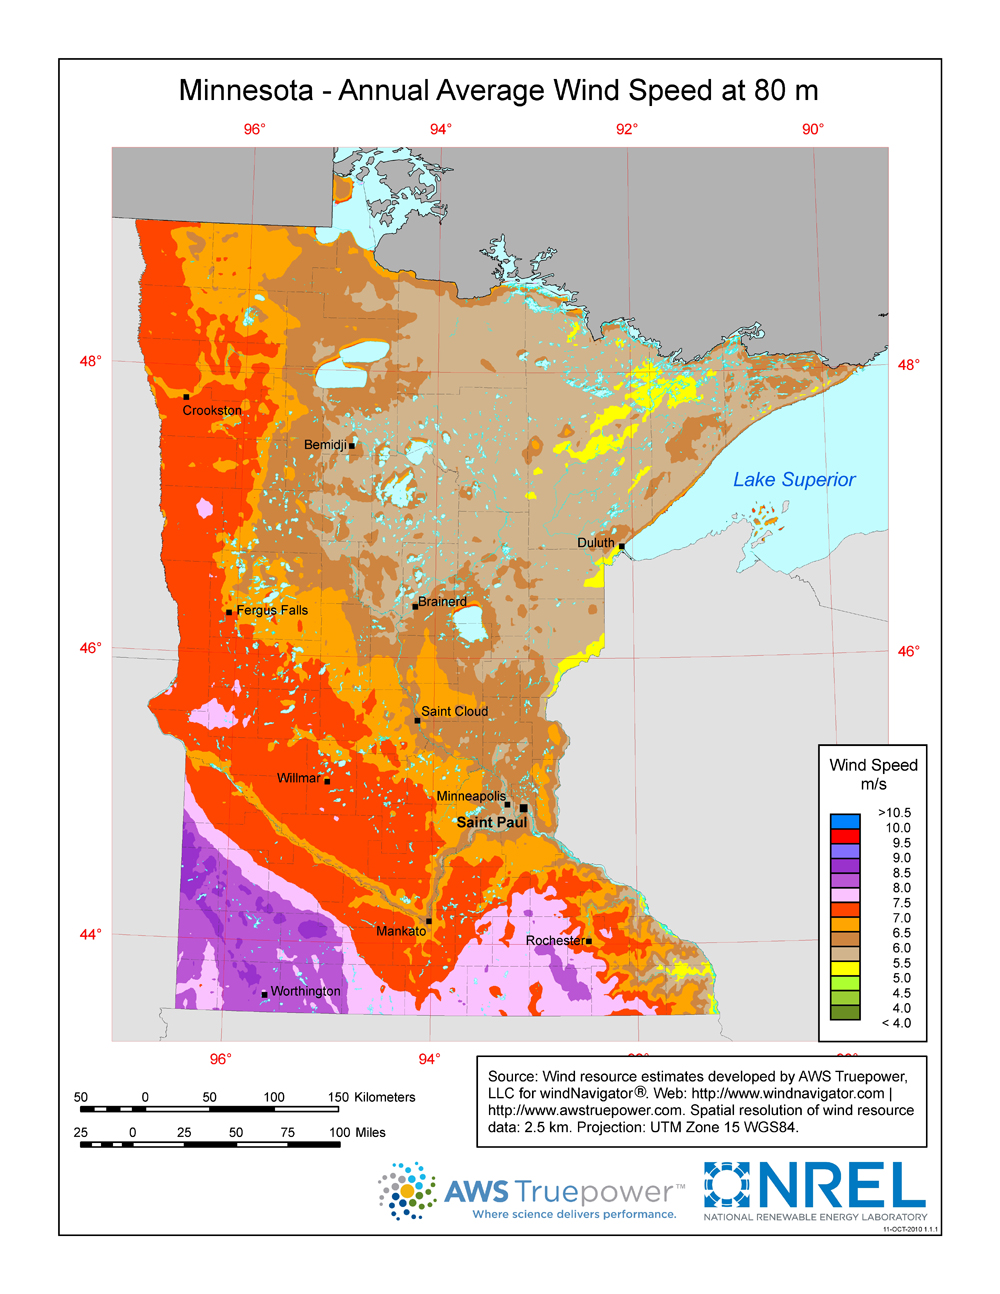 Minnesota - Annual Average Wind Speed at 80 m
96° 94° 92° 90°
48° 48°
Crookston
Bemidji
Lake Superior
Duluth
Brainerd
Fergus Falls
46° 46°
Saint Cloud
Willmar
Minneapolis
Saint Paul
44°
Mankato
Rochester
Worthington
96° 94°
Wind Speed
m/s
>10.5
10.0
9.5
9.0
8.5
8.0
7.5
7.0
6.5
6.0
5.5
5.0
4.5
4.0
< 4.0
50 0 50 100 150 Kilometers
25 0 25 50 75 100 Miles
Source: Wind resource estimates developed by AWS Truepower,
LLC for windNavigator®. Web: http://www.windnavigator.com |
http://www.awstruepower.com. Spatial resolution of wind resource
data: 2.5 km. Projection: UTM Zone 15 WGS84.
AWS Truepower™
Where science delivers performance.
NREL
NATIONAL RENEWABLE ENERGY LABORATORY
11-OCT-2010 1.1.1